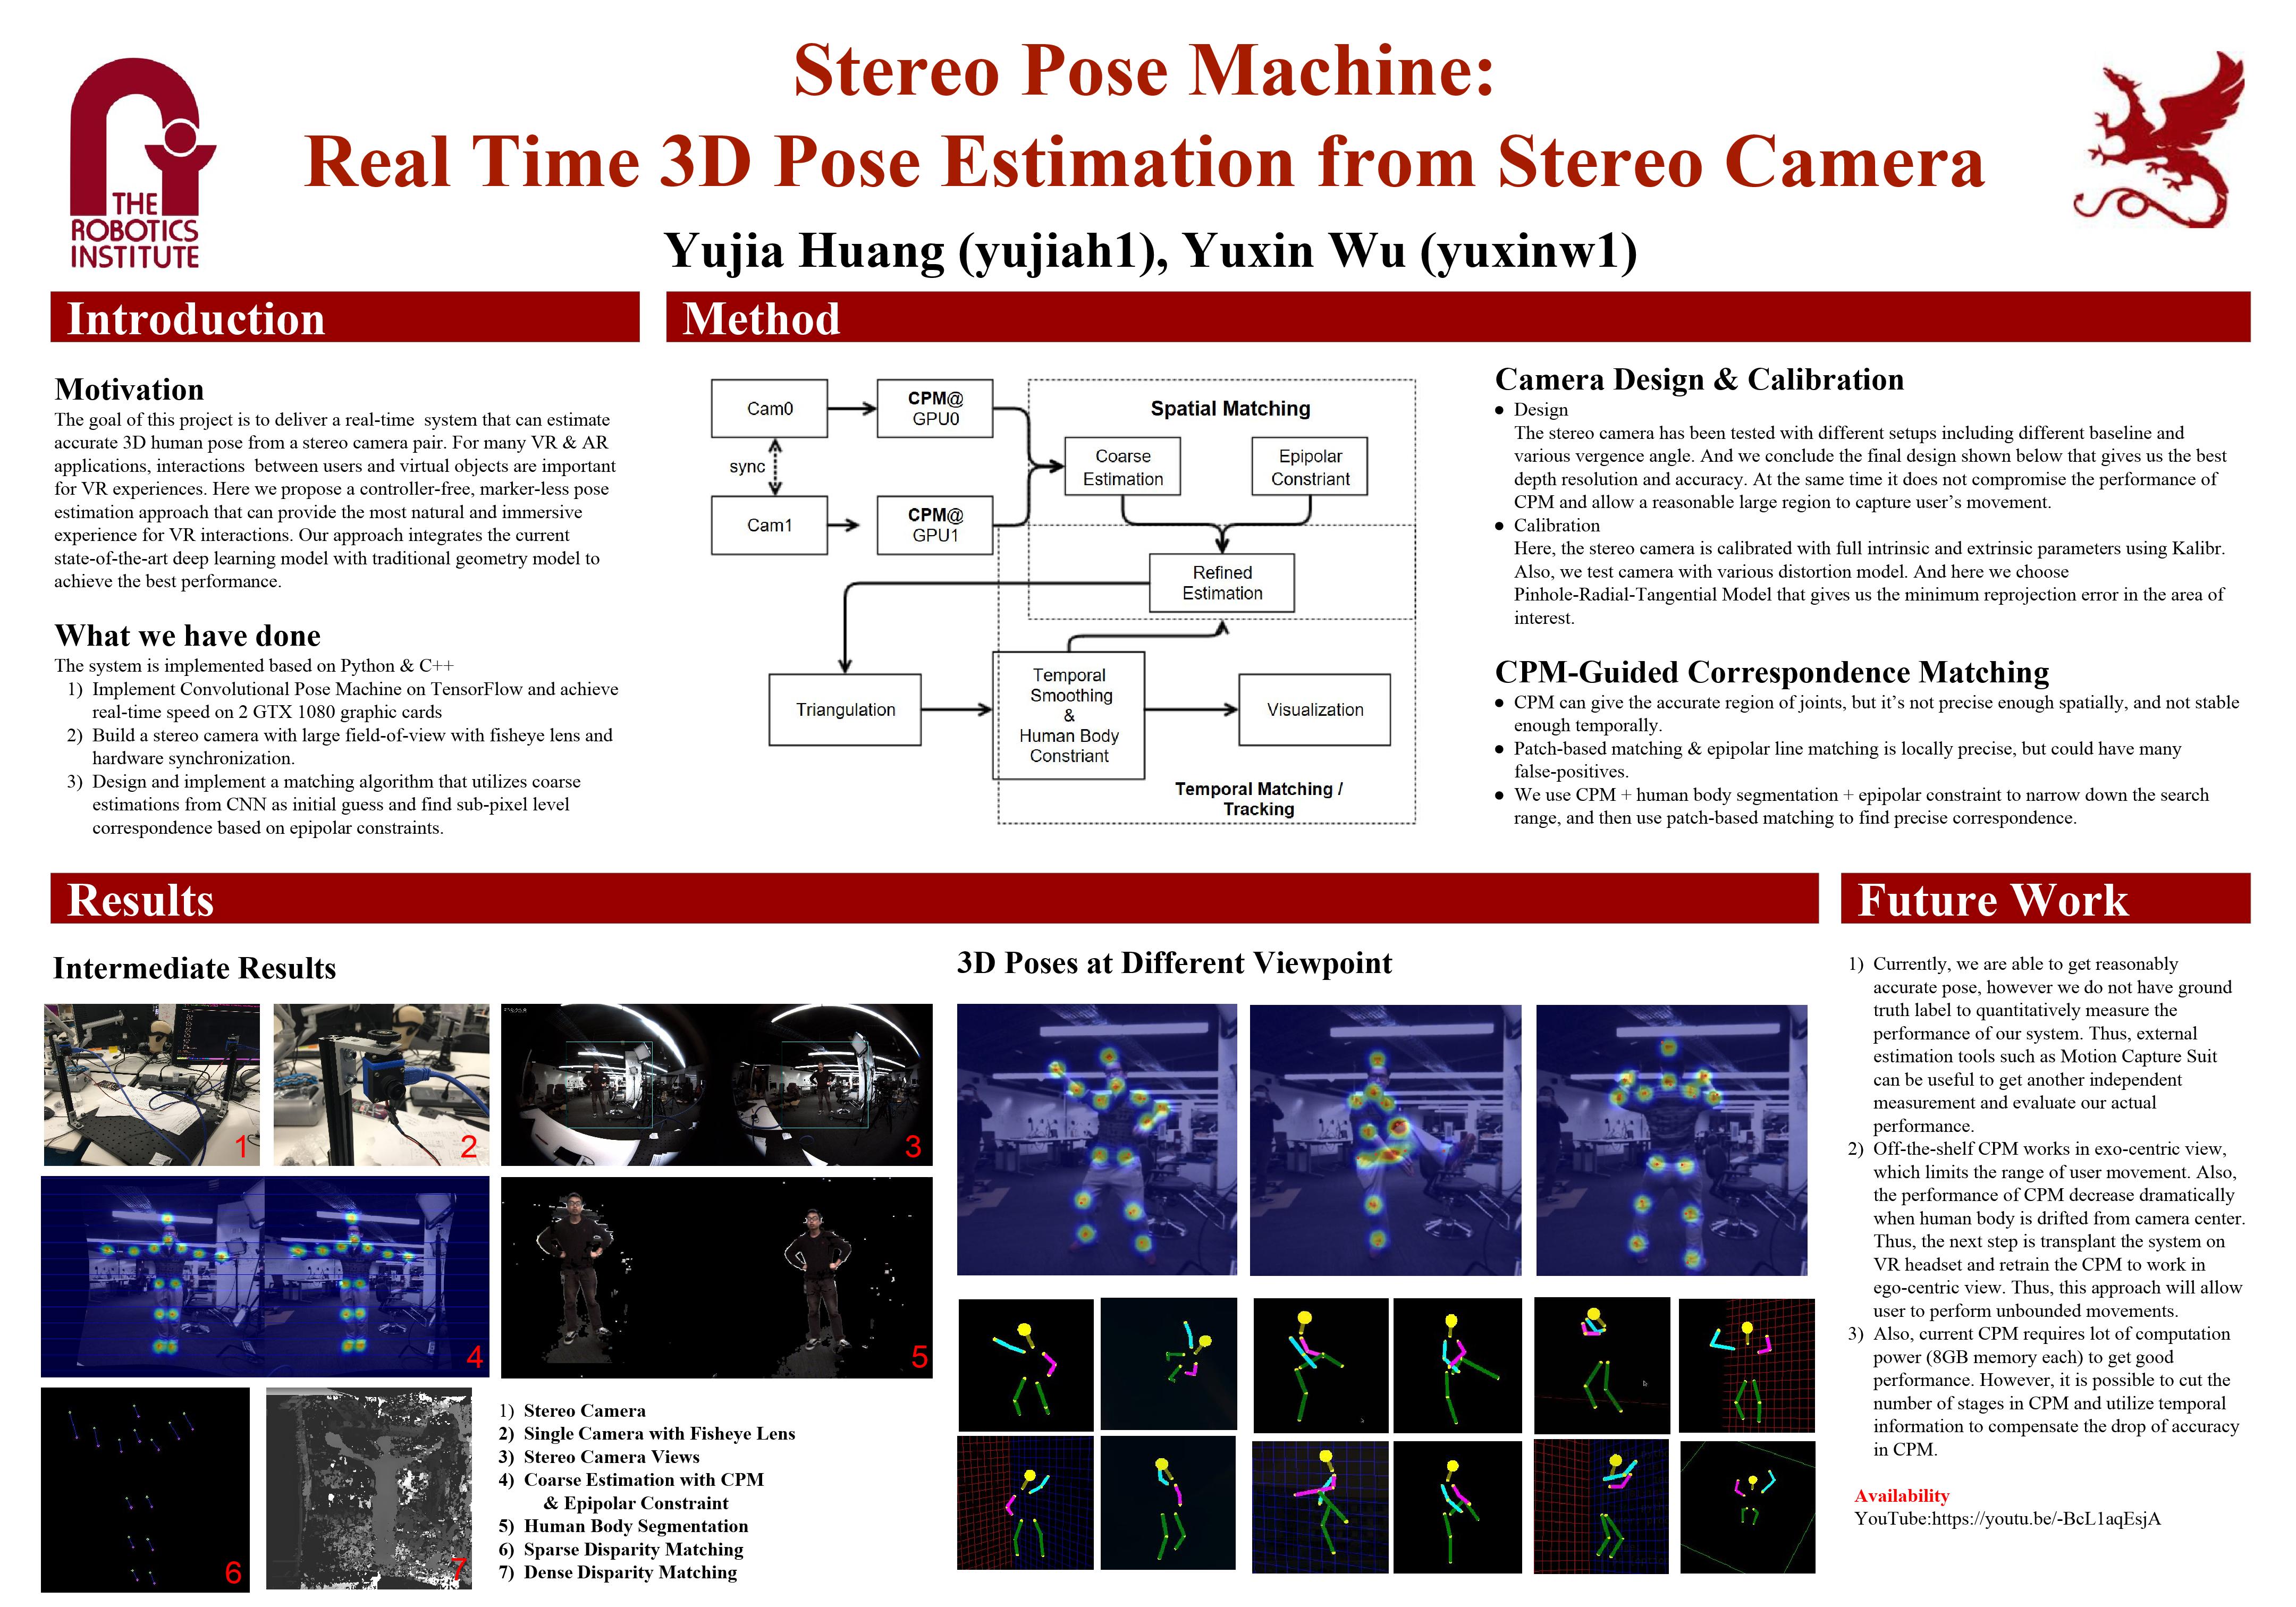 Stereo Pose Machine:
Real Time 3D Pose Estimation from Stereo Camera
THE
ROBOTICS
INSTITUTE
Yujia Huang (yujiah1), Yuxin Wu (yuxinw1)
Introduction
Motivation
The goal of this project is to deliver a real-time system that can estimate
accurate 3D human pose from a stereo camera pair. For many VR & AR
applications, interactions between users and virtual objects are important
for VR experiences. Here we propose a controller-free, marker-less pose
estimation approach that can provide the most natural and immersive
experience for VR interactions. Our approach integrates the current
state-of-the-art deep learning model with traditional geometry model to
achieve the best performance.
What we have done
The system is implemented based on Python & C++
1) Implement Convolutional Pose Machine on TensorFlow and achieve
real-time speed on 2 GTX 1080 graphic cards
2) Build a stereo camera with large field-of-view with fisheye lens and
hardware synchronization.
3) Design and implement a matching algorithm that utilizes coarse
estimations from CNN as initial guess and find sub-pixel level
correspondence based on epipolar constraints.
Method
Cam0
CPM@
GPU0
sync
Cam1
CPM@
GPU1
Spatial Matching
Coarse
Estimation
Epipolar
Constriant
Refined
Estimation
Triangulation
Temporal
Smoothing
&
Human Body
Constriant
Visualization
Temporal Matching /
Tracking
Camera Design & Calibration
● Design
The stereo camera has been tested with different setups including different baseline and
various vergence angle. And we conclude the final design shown below that gives us the best
depth resolution and accuracy. At the same time it does not compromise the performance of
CPM and allow a reasonable large region to capture user's movement.
● Calibration
Here, the stereo camera is calibrated with full intrinsic and extrinsic parameters using Kalibr.
Also, we test camera with various distortion model. And here we choose
Pinhole-Radial-Tangential Model that gives us the minimum reprojection error in the area of
interest.
CPM-Guided Correspondence Matching
● CPM can give the accurate region of joints, but it's not precise enough spatially, and not stable
enough temporally.
● Patch-based matching & epipolar line matching is locally precise, but could have many
false-positives.
● We use CPM + human body segmentation + epipolar constraint to narrow down the search
range, and then use patch-based matching to find precise correspondence.
Results
Intermediate Results
1
2
3
4
5
6
7
1) Stereo Camera
2) Single Camera with Fisheye Lens
3) Stereo Camera Views
4) Coarse Estimation with CPM
& Epipolar Constraint
5) Human Body Segmentation
6) Sparse Disparity Matching
7) Dense Disparity Matching
3D Poses at Different Viewpoint
Future Work
1) Currently, we are able to get reasonably
accurate pose, however we do not have ground
truth label to quantitatively measure the
performance of our system. Thus, external
estimation tools such as Motion Capture Suit
can be useful to get another independent
measurement and evaluate our actual
performance.
2) Off-the-shelf CPM works in exo-centric view,
which limits the range of user movement. Also,
the performance of CPM decrease dramatically
when human body is drifted from camera center.
Thus, the next step is transplant the system on
VR headset and retrain the CPM to work in
ego-centric view. Thus, this approach will allow
user to perform unbounded movements.
3) Also, current CPM requires lot of computation
power (8GB memory each) to get good
performance. However, it is possible to cut the
number of stages in CPM and utilize temporal
information to compensate the drop of accuracy
in CPM.
Availability
YouTube:https://youtu.be/-BcL1aqEsjA